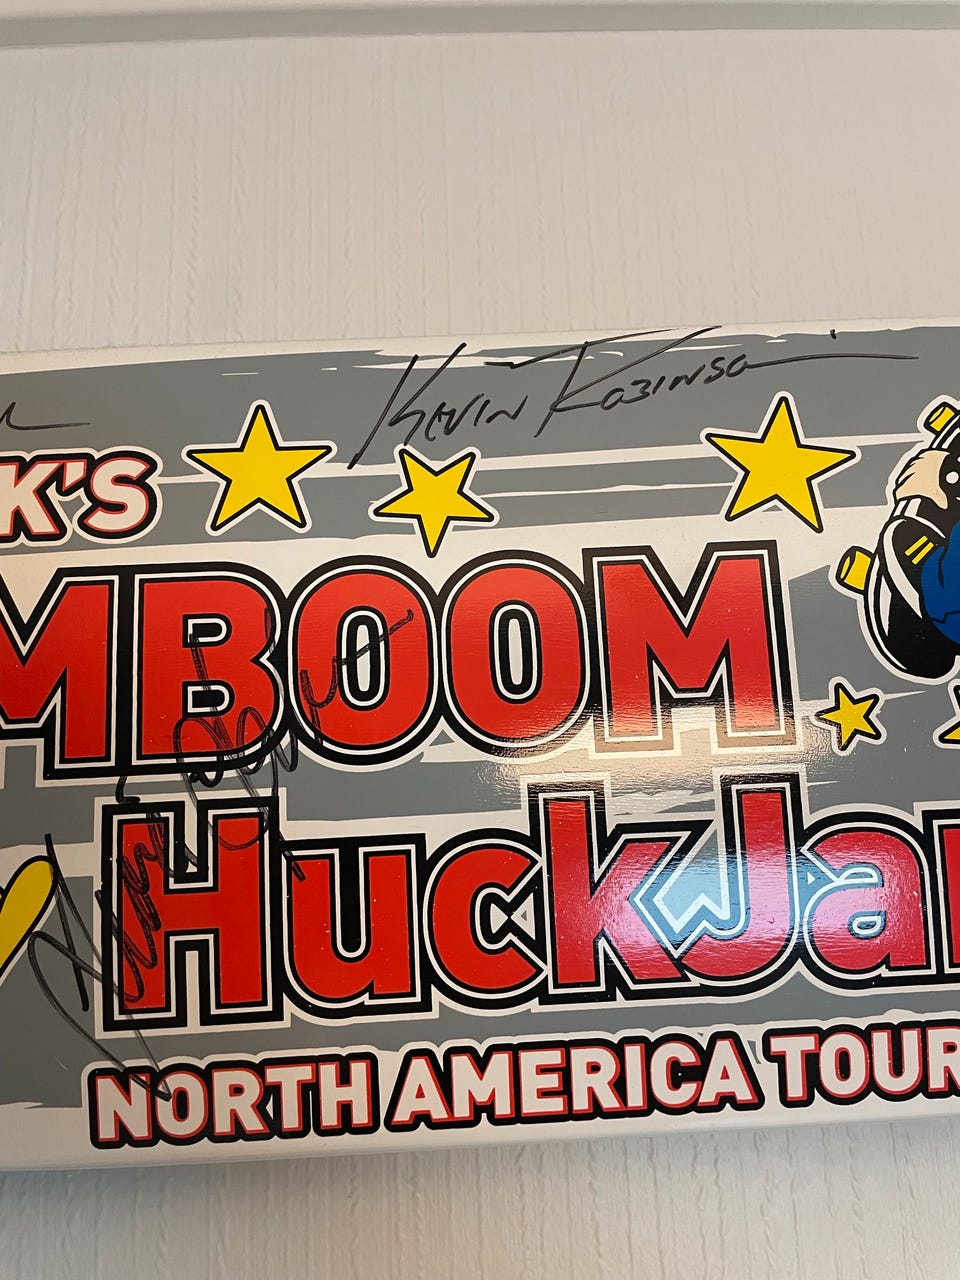 Kevin Robinson
K'S
MBOOM
HuckJa
NORTH AMERICA TOUR